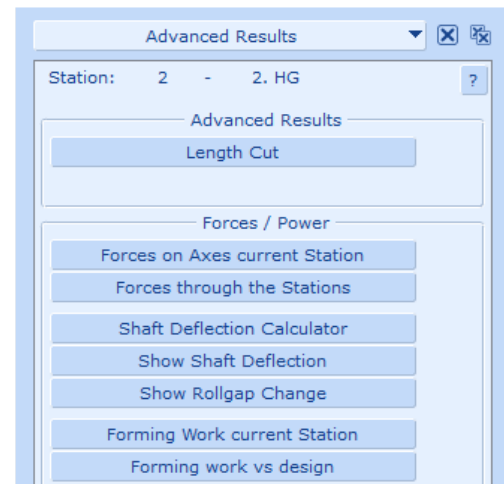 Advanced Results
Station: 2 - 2. HG ?
Advanced Results
Length Cut
Forces / Power
Forces on Axes current Station
Forces through the Stations
Shaft Deflection Calculator
Show Shaft Deflection
Show Rollgap Change
Forming Work current Station
Forming work vs design